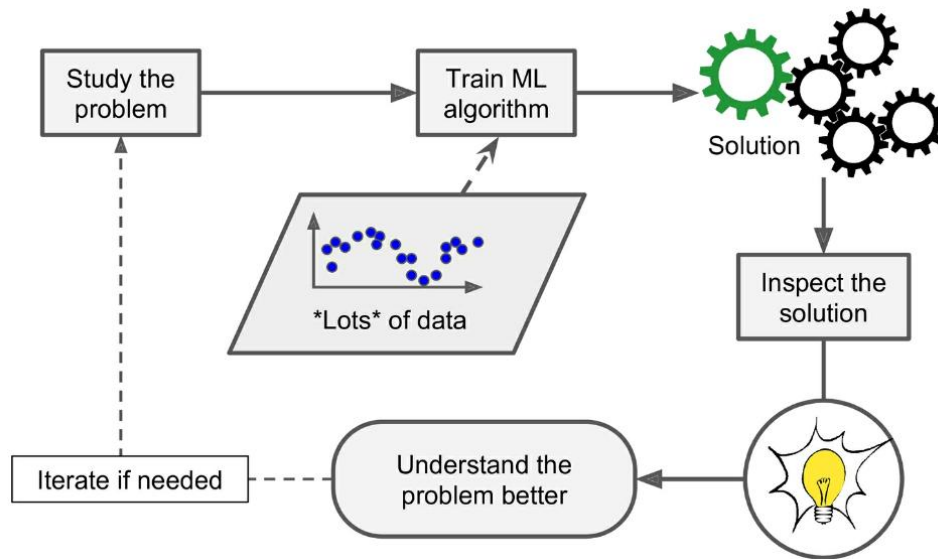 Study the
problem
Train ML
algorithm
Solution
*Lots* of data
Inspect the
solution
Understand the
problem better
Iterate if needed